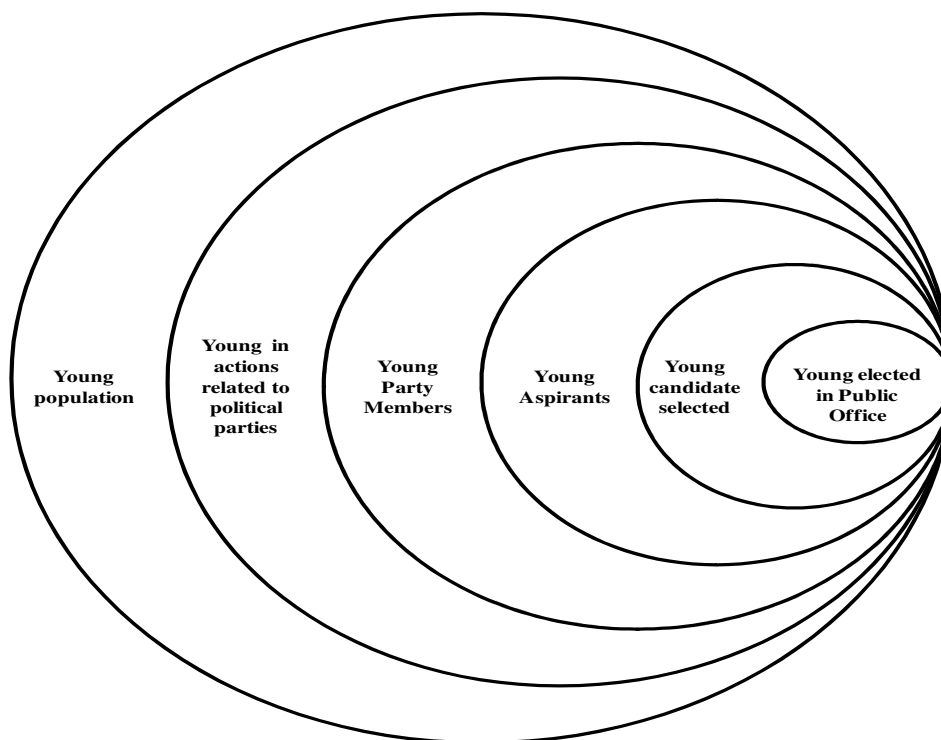 Young
population
Young in
actions
related to
political
parties
Young
Party
Members
Young
Aspirants
Young
candidate
selected
Young elected
in Public
Office